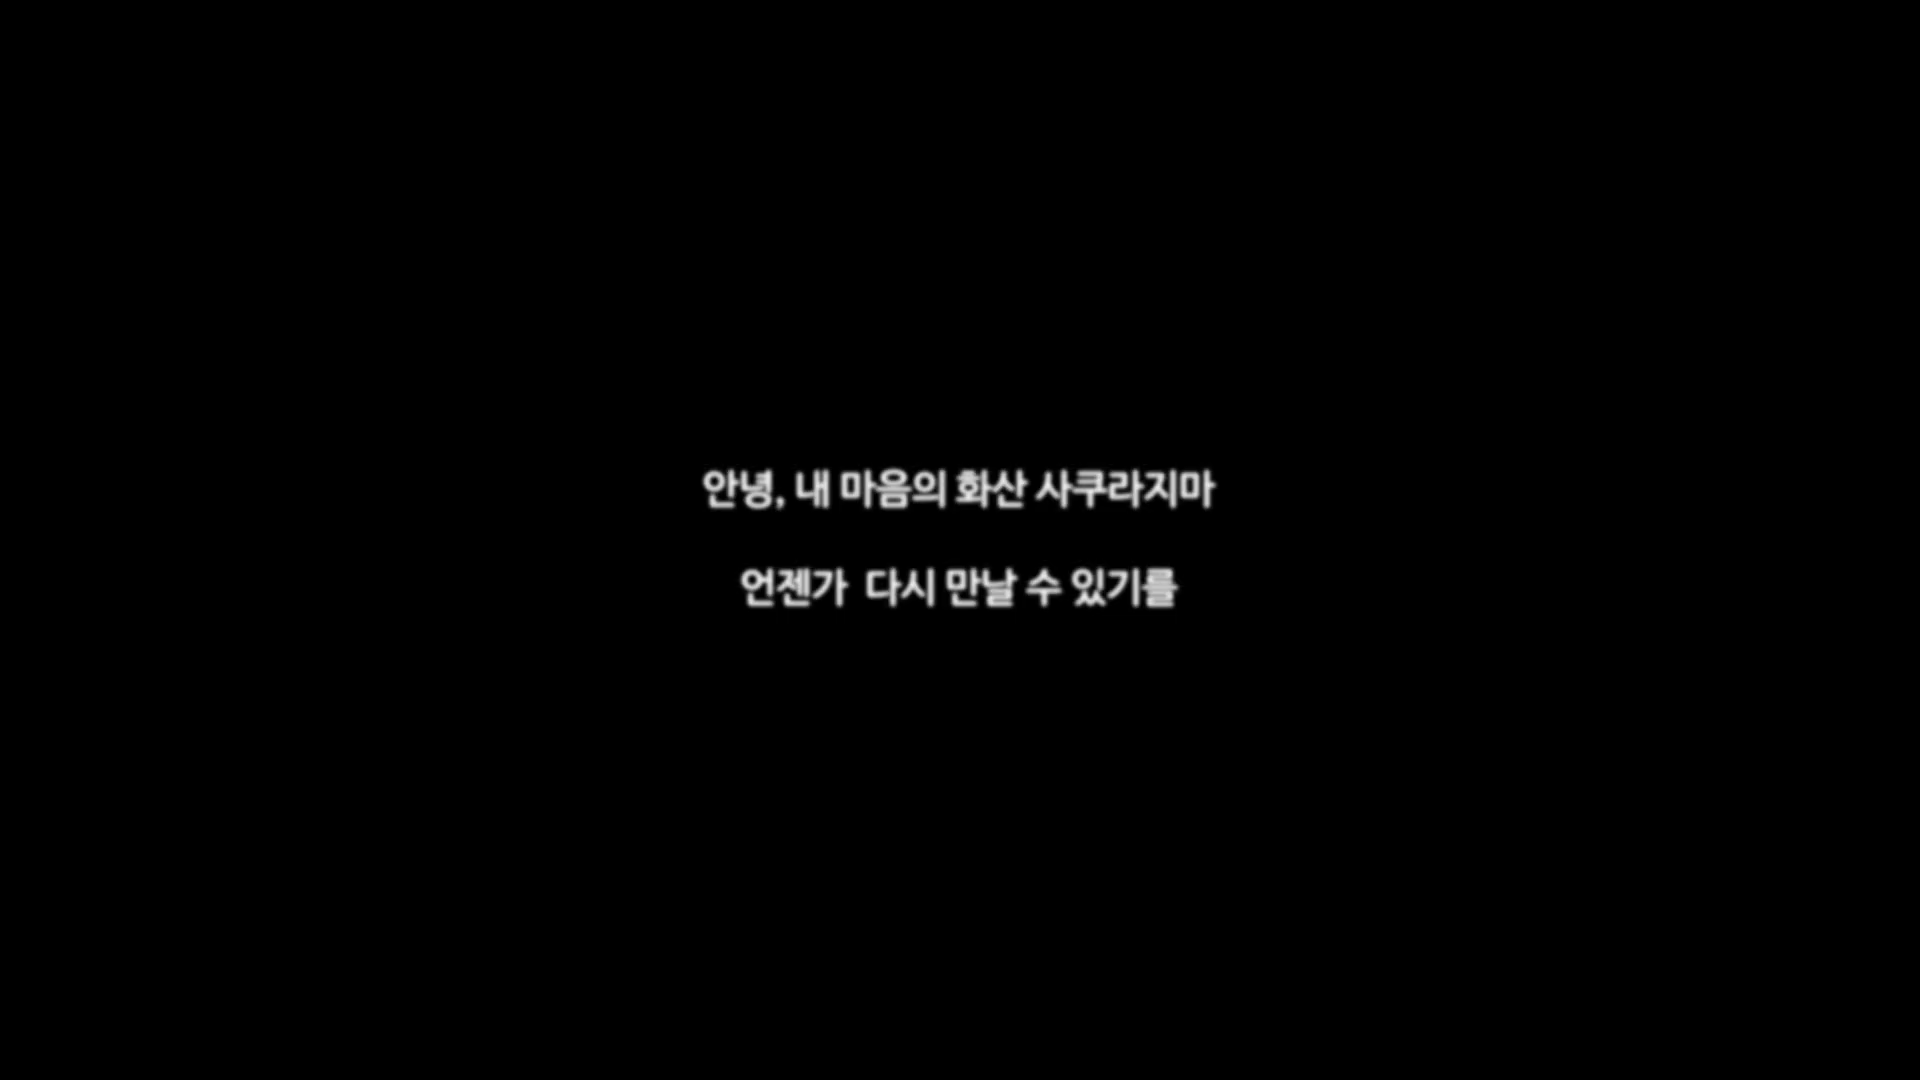 안녕, 내 마음의 화산 사쿠라지마
언젠가 다시 만날 수 있기를